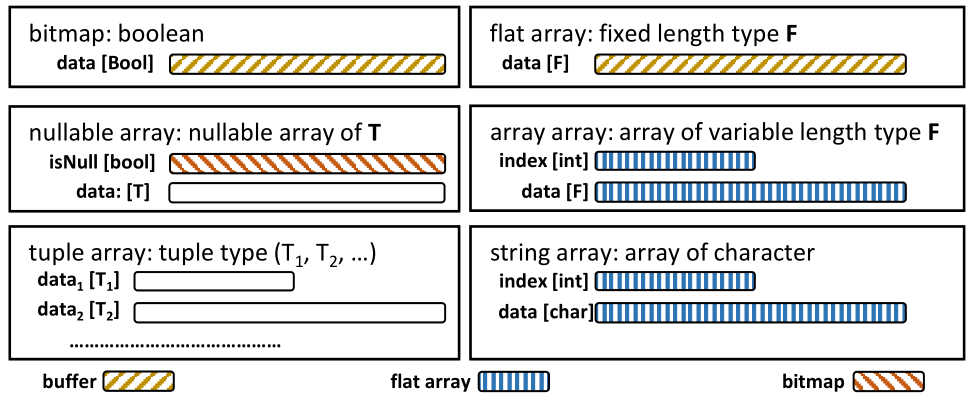 bitmap: boolean
data [Bool]
flat array: fixed length type F
data [F]
nullable array: nullable array of T
isNull [bool]
data: [T]
array array: array of variable length type F
index [int]
data [F]
tuple array: tuple type (T₁, T₂, ...)
data₁ [T₁]
data₂ [T₂]
........................................
string array: array of character
index [int]
data [char]
buffer
flat array
bitmap